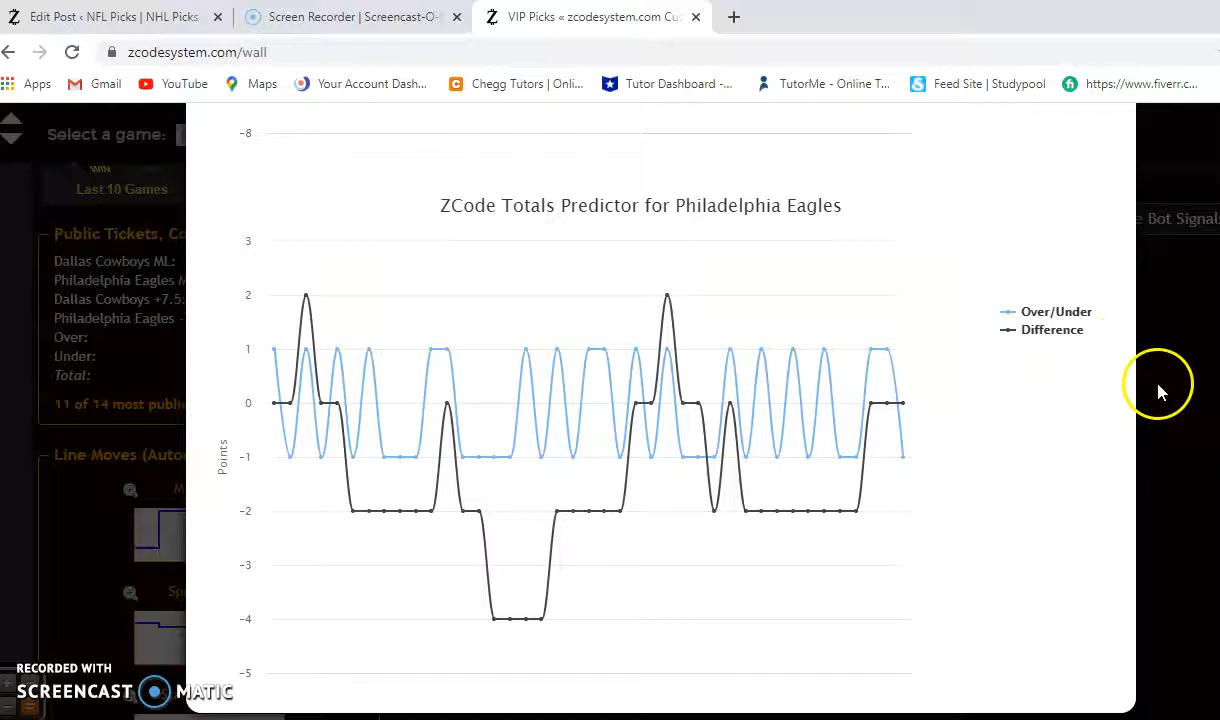 Edit Post ‹ NFL Picks | NHL Picks
Screen Recorder | Screencast-O-
VIP Picks « zcodesystem.com Cus
zcodesystem.com/wall
Apps
Gmail
YouTube
Maps
Your Account Dash...
Chegg Tutors | Onli...
Tutor Dashboard -...
TutorMe - Online T...
Feed Site | Studypool
https://www.fiverr.c...
Select a game:
-8
WIN
Last 10 Games
ZCode Totals Predictor for Philadelphia Eagles
e Bot Signal
Public Tickets, Co
Dallas Cowboys ML:
Philadelphia Eagles M
Dallas Cowboys +7.5:
Philadelphia Eagles -
Over:
Under:
Total:
11 of 14 most publi
3
2
1
0
-1
-2
-3
-4
-5
Points
Over/Under
Difference
Line Moves (Auto
M
Sp
RECORDED WITH
SCREENCAST MATIC